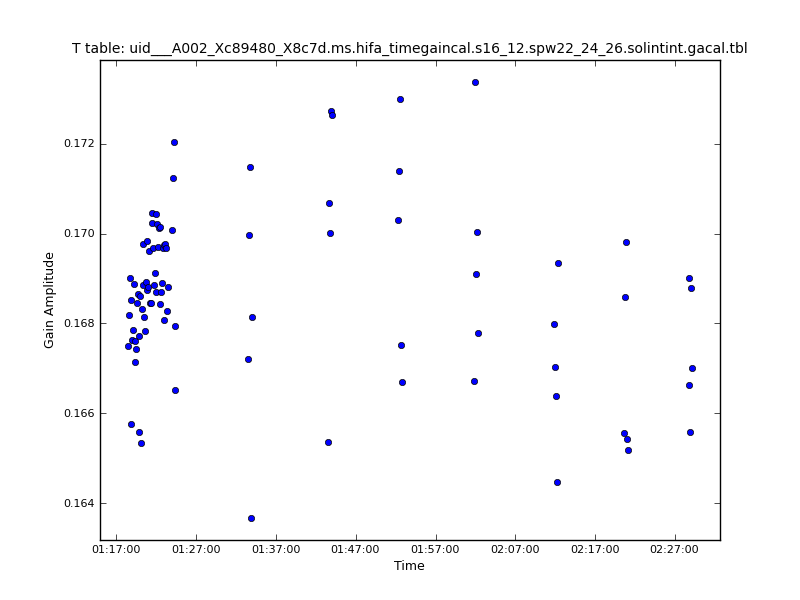 T table: uid___A002_Xc89480_X8c7d.ms.hifa_timegaincal.s16_12.spw22_24_26.solintint.gacal.tbl
Gain Amplitude
0.172
0.170
0.168
0.166
0.164
01:17:00 01:27:00 01:37:00 01:47:00 01:57:00 02:07:00 02:17:00 02:27:00
Time